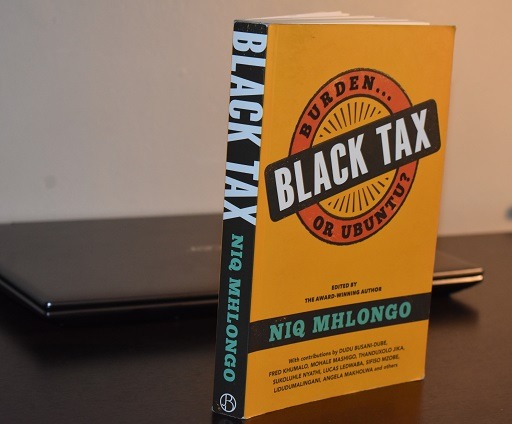 BLACK TAX
NIQ MHLONGO
BURDEN...
BLACK TAX
OR UBUNTU?
EDITED BY
THE AWARD-WINNING AUTHOR
NIQ MHLONGO
With contributions by DUDU BUSANI-DUBE,
FRED KHUMALO, MOHALE MASHIGO, THANDUXOLO JIKA,
SUKOLUHLE NYATHI, LUCAS LEDWABA, SIFISO MZOBE,
LIDUDUMALINGANI, ANGELA MAKHOLWA and others